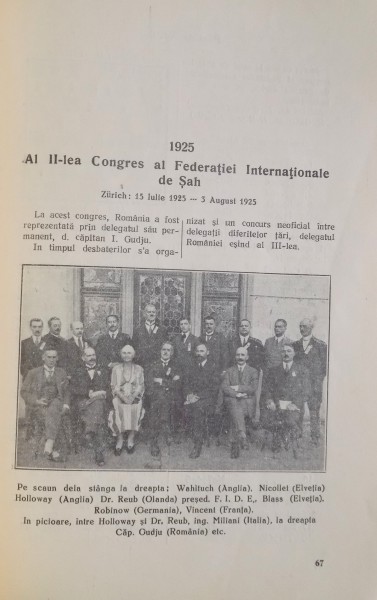 1925
Al II-lea Congres al Federației Internaționale
de Șah
Zürich: 15 Iulie 1925 — 3 August 1925
La acest congres, România a fost
reprezentată prin delegatul său per-
manent, d. căpitan I. Gudju.
In timpul desbaterilor s'a orga-
nizat și un concurs neoficial între
delegații diferitelor țări, delegatul
României eșind al III-lea.
Pe scaun dela stânga la dreapta: Wahltuch (Anglia), Nicollet (Elveția)
Holloway (Anglia) Dr. Reub (Olanda) președ. F. I. D. E., Blass (Elveția),
Robinow (Germania), Vincent (Franța).
In picioare, intre Holloway și Dr. Reub, ing. Miliani (Italia), la dreapta
Căp. Gudju (România) etc.
67